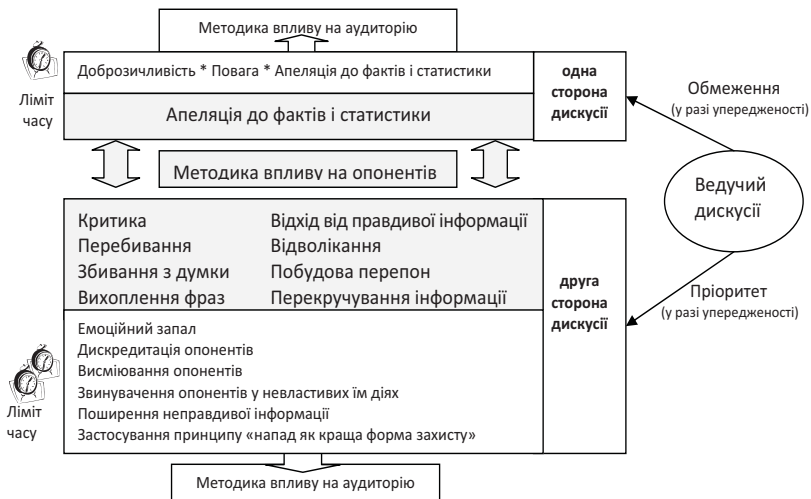 Методика впливу на аудиторію
Доброзичливість * Повага * Апеляція до фактів і статистики
одна
сторона
дискусії
Ліміт
часу
Апеляція до фактів і статистики
Обмеження
(у разі упередженості)
Методика впливу на опонентів
Ведучий
дискусії
Критика
Перебивання
Збивання з думки
Вихоплення фраз
Відхід від правдивої інформації
Відволікання
Побудова перепон
Перекручування інформації
друга
сторона
дискусії
Пріоритет
(у разі упередженості)
Емоційний запал
Дискредитація опонентів
Висміювання опонентів
Звинувачення опонентів у невластивих їм діях
Поширення неправдивої інформації
Застосування принципу «напад як краща форма захисту»
Ліміт
часу
Методика впливу на аудиторію